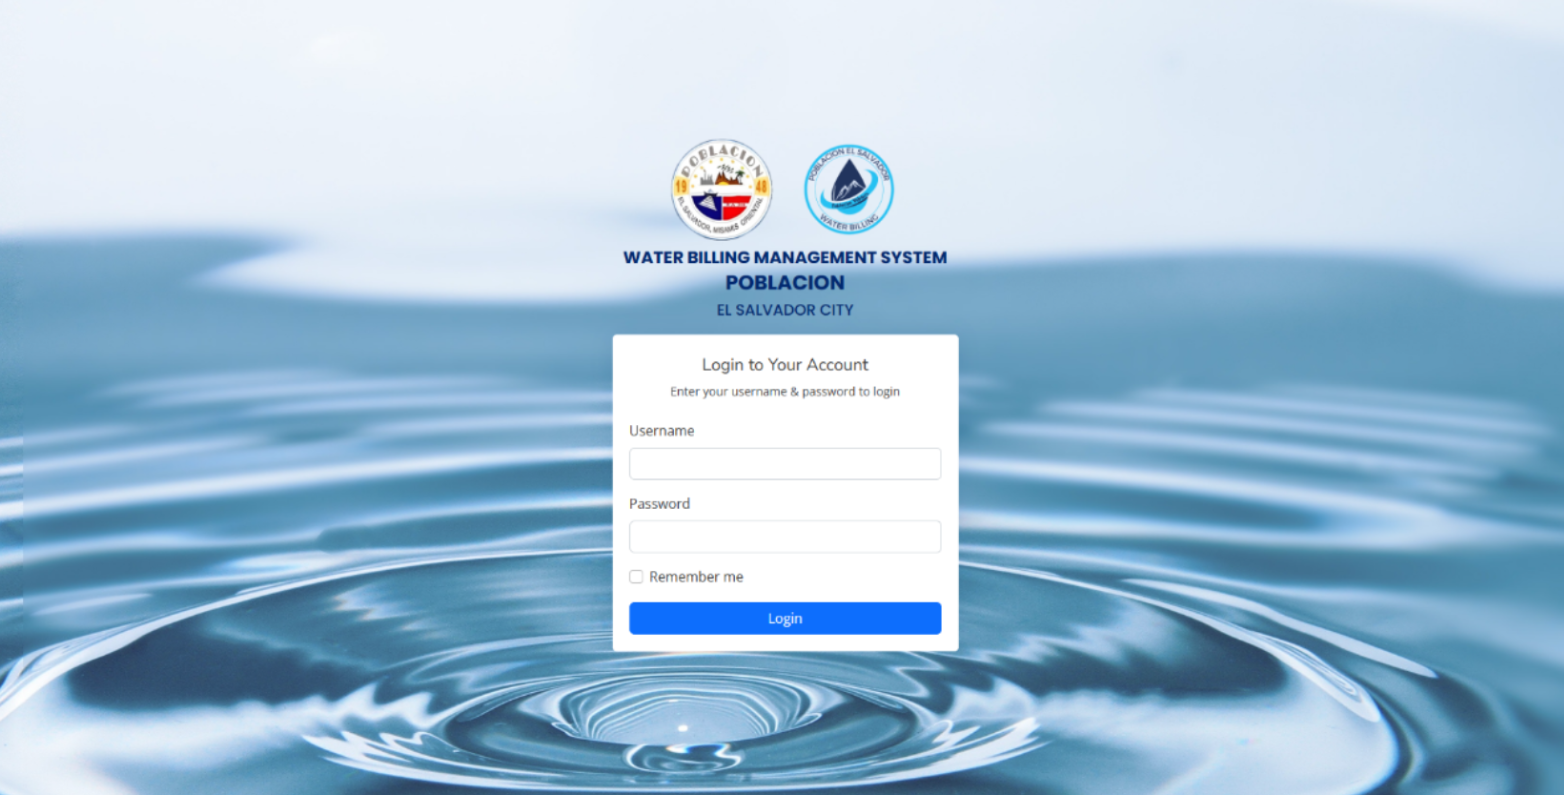 POBLACION
19 48
EL SALVADOR, MISAMIS ORIENTAL
POBLACION EL SALVADOR
WATER BILLING
WATER BILLING MANAGEMENT SYSTEM
POBLACION
EL SALVADOR CITY
Login to Your Account
Enter your username & password to login
Username
Password
Remember me
Login